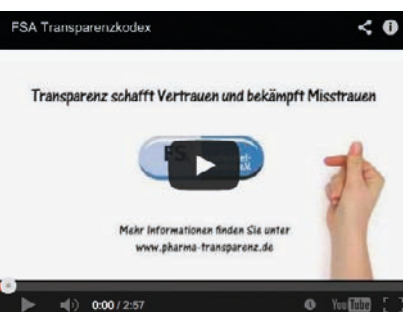 FSA Transparenzkodex
Transparenz schafft Vertrauen und bekämpft Misstrauen
FS
el-
e.V.
Mehr Informationen finden Sie unter
www.pharma-transparenz.de
0:00 / 2:57
YouTube